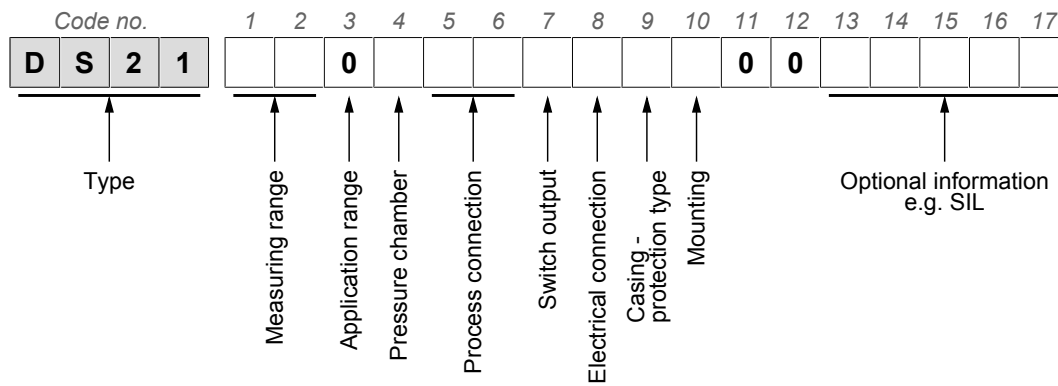 Code no. 1 2 3 4 5 6 7 8 9 10 11 12 13 14 15 16 17
D S 2 1 0 0 0
Type
Measuring range
Application range
Pressure chamber
Process connection
Switch output
Electrical connection
Casing -
protection type
Mounting
Optional information
e.g. SIL